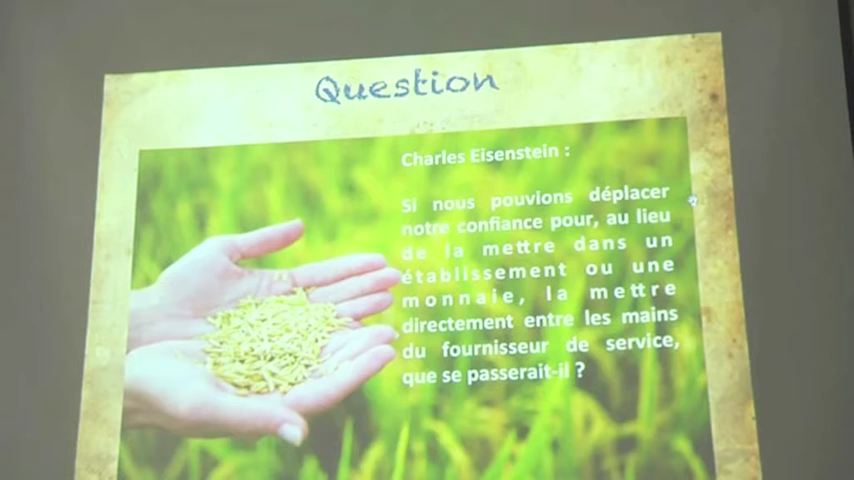 Question
Charles Eisenstein :
Si nous pouvions déplacer
notre confiance pour, au lieu
de la mettre dans un
établissement ou une
monnaie, la mettre
directement entre les mains
du fournisseur de service,
que se passerait-il ?